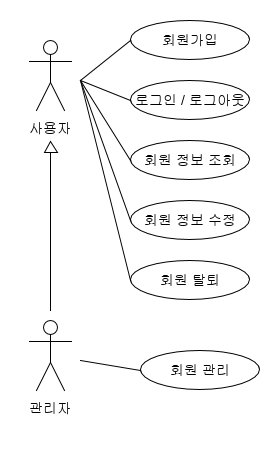 회원가입
로그인 / 로그아웃
사용자
회원 정보 조회
회원 정보 수정
회원 탈퇴
회원 관리
관리자